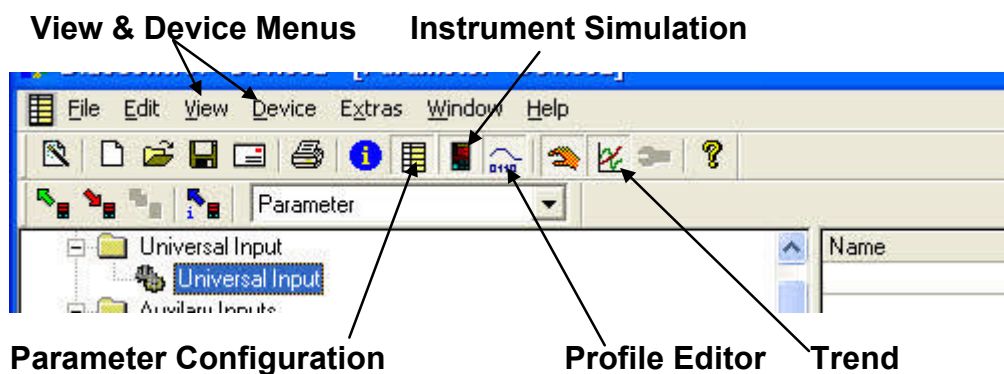 View & Device Menus Instrument Simulation
File Edit View Device Extras Window Help
Parameter
Universal Input Name
Universal Input
Parameter Configuration Profile Editor Trend